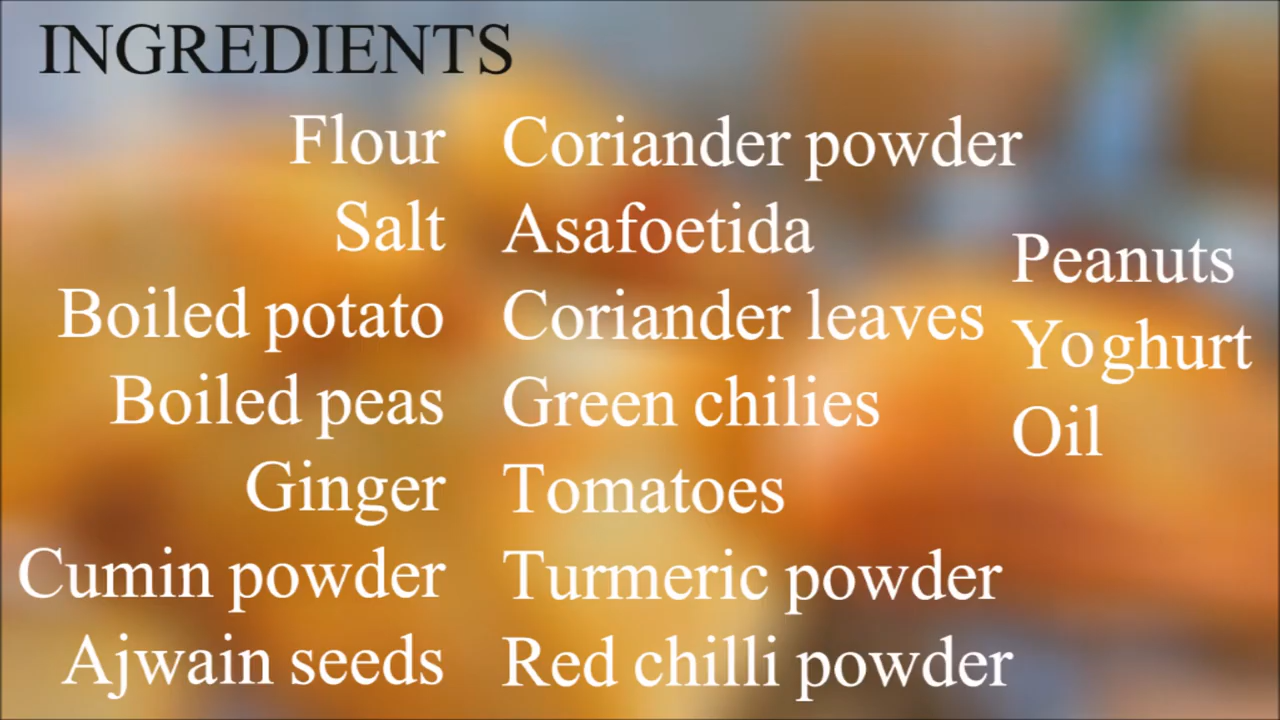 INGREDIENTS
Flour
Salt
Boiled potato
Boiled peas
Ginger
Cumin powder
Ajwain seeds
Coriander powder
Asafoetida
Coriander leaves
Green chilies
Tomatoes
Turmeric powder
Red chilli powder
Peanuts
Yoghurt
Oil